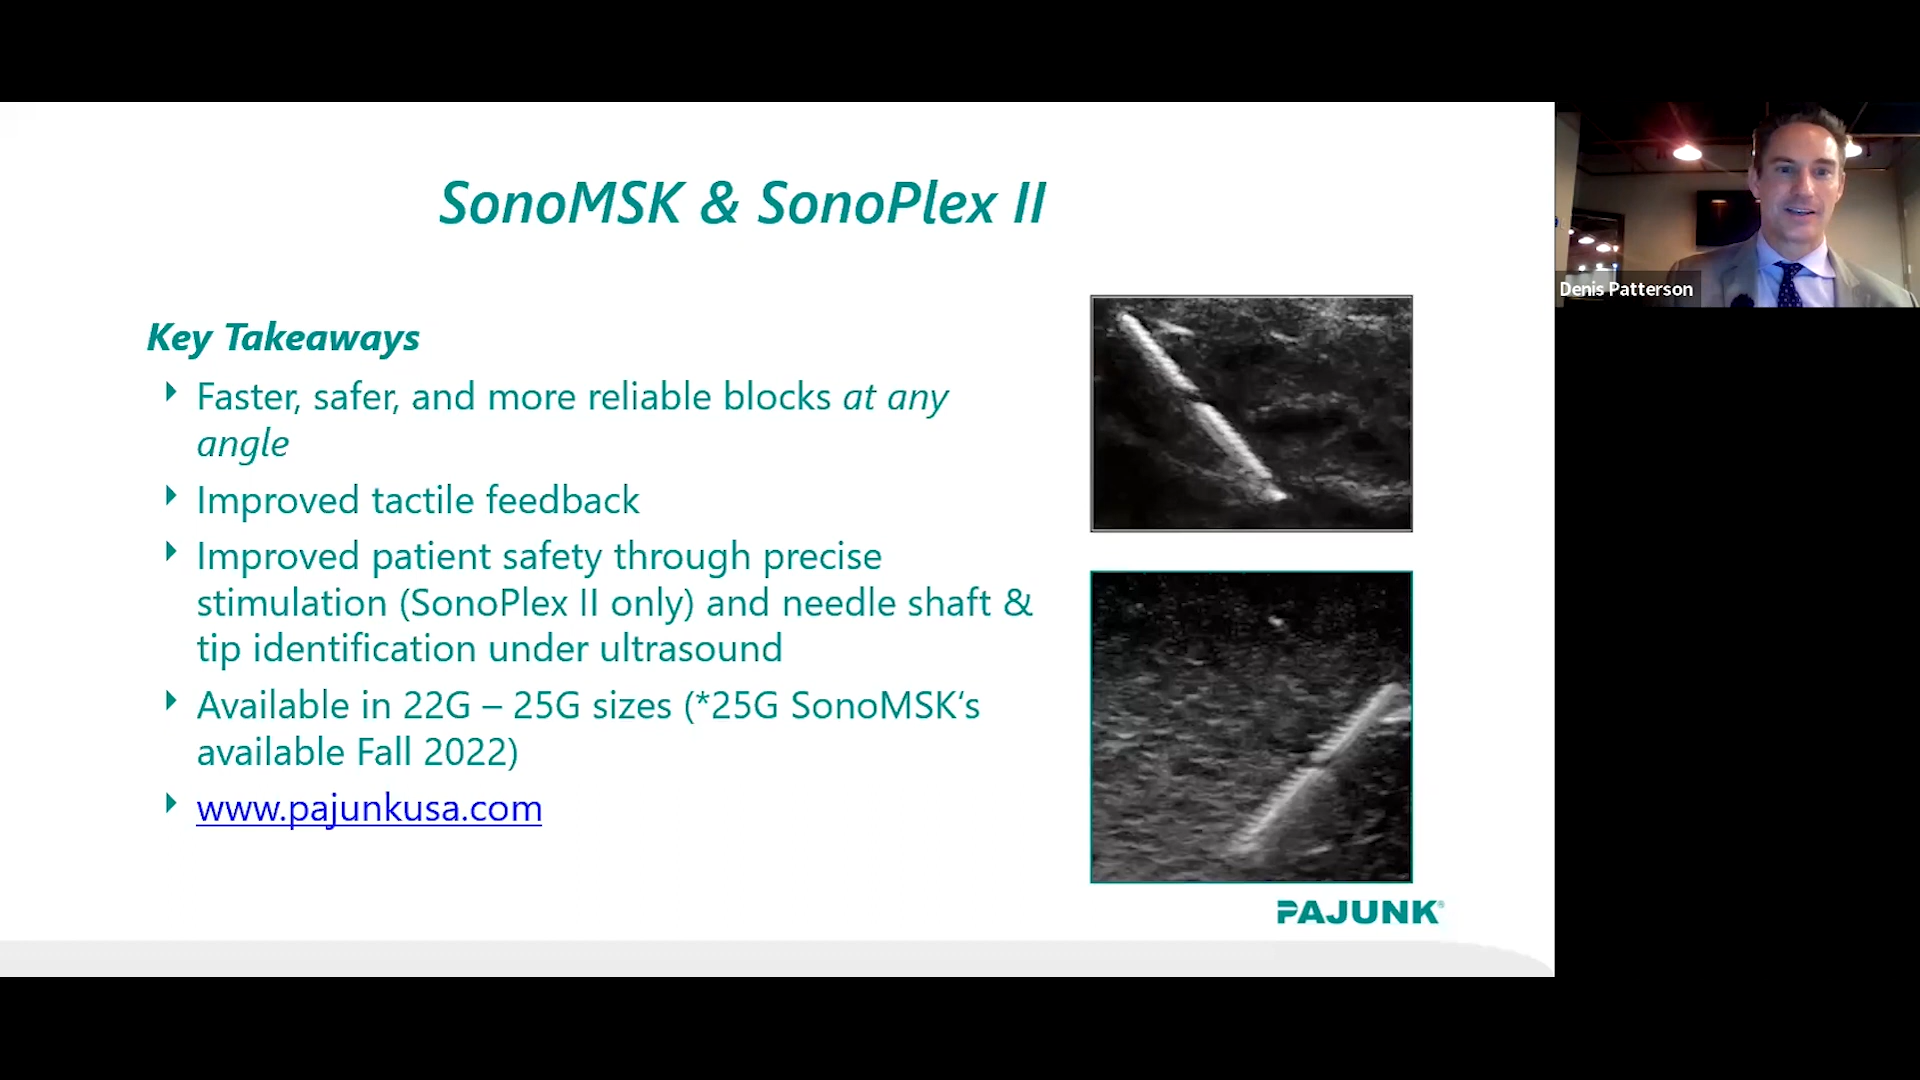 SonoMSK & SonoPlex II
Key Takeaways
Faster, safer, and more reliable blocks at any
angle
Improved tactile feedback
Improved patient safety through precise
stimulation (SonoPlex II only) and needle shaft &
tip identification under ultrasound
Available in 22G – 25G sizes (*25G SonoMSK‘s
available Fall 2022)
www.pajunkusa.com
PAJUNK®
Denis Patterson